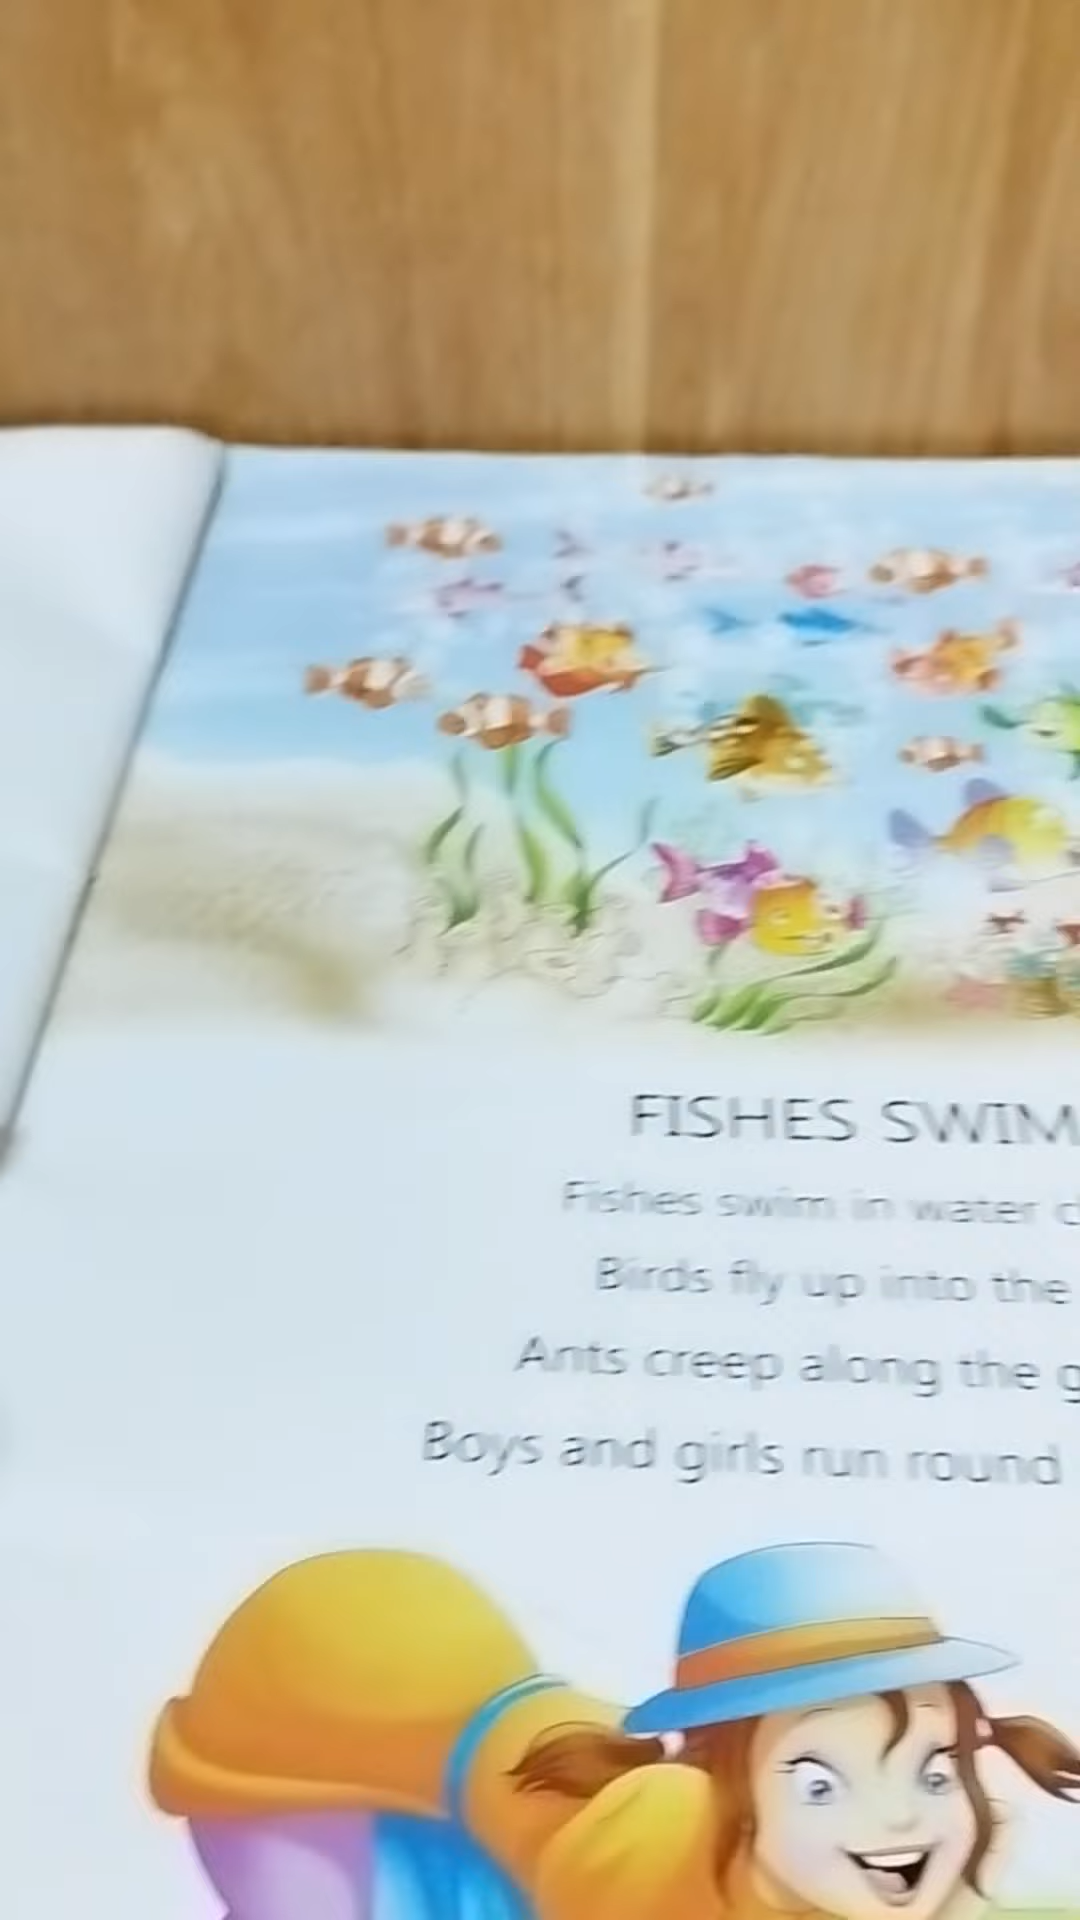 FISHES SWIM
Fishes swim in water
Birds fly up into the
Ants creep along the
Boys and girls run round